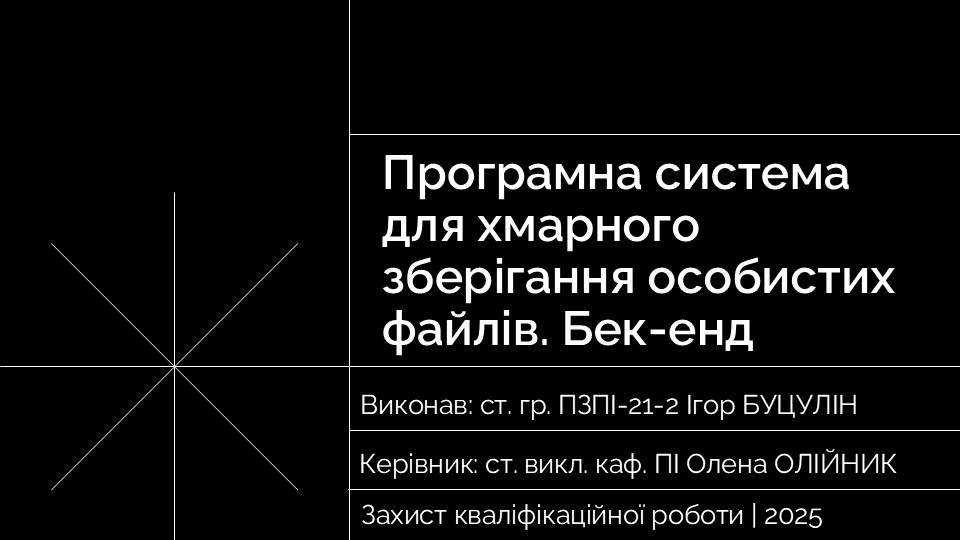 Програмна система
для хмарного
зберігання особистих
файлів. Бек-енд
Виконав: ст. гр. ПЗПІ-21-2 Ігор БУЦУЛІН
Керівник: ст. викл. каф. ПІ Олена ОЛІЙНИК
Захист кваліфікаційної роботи | 2025